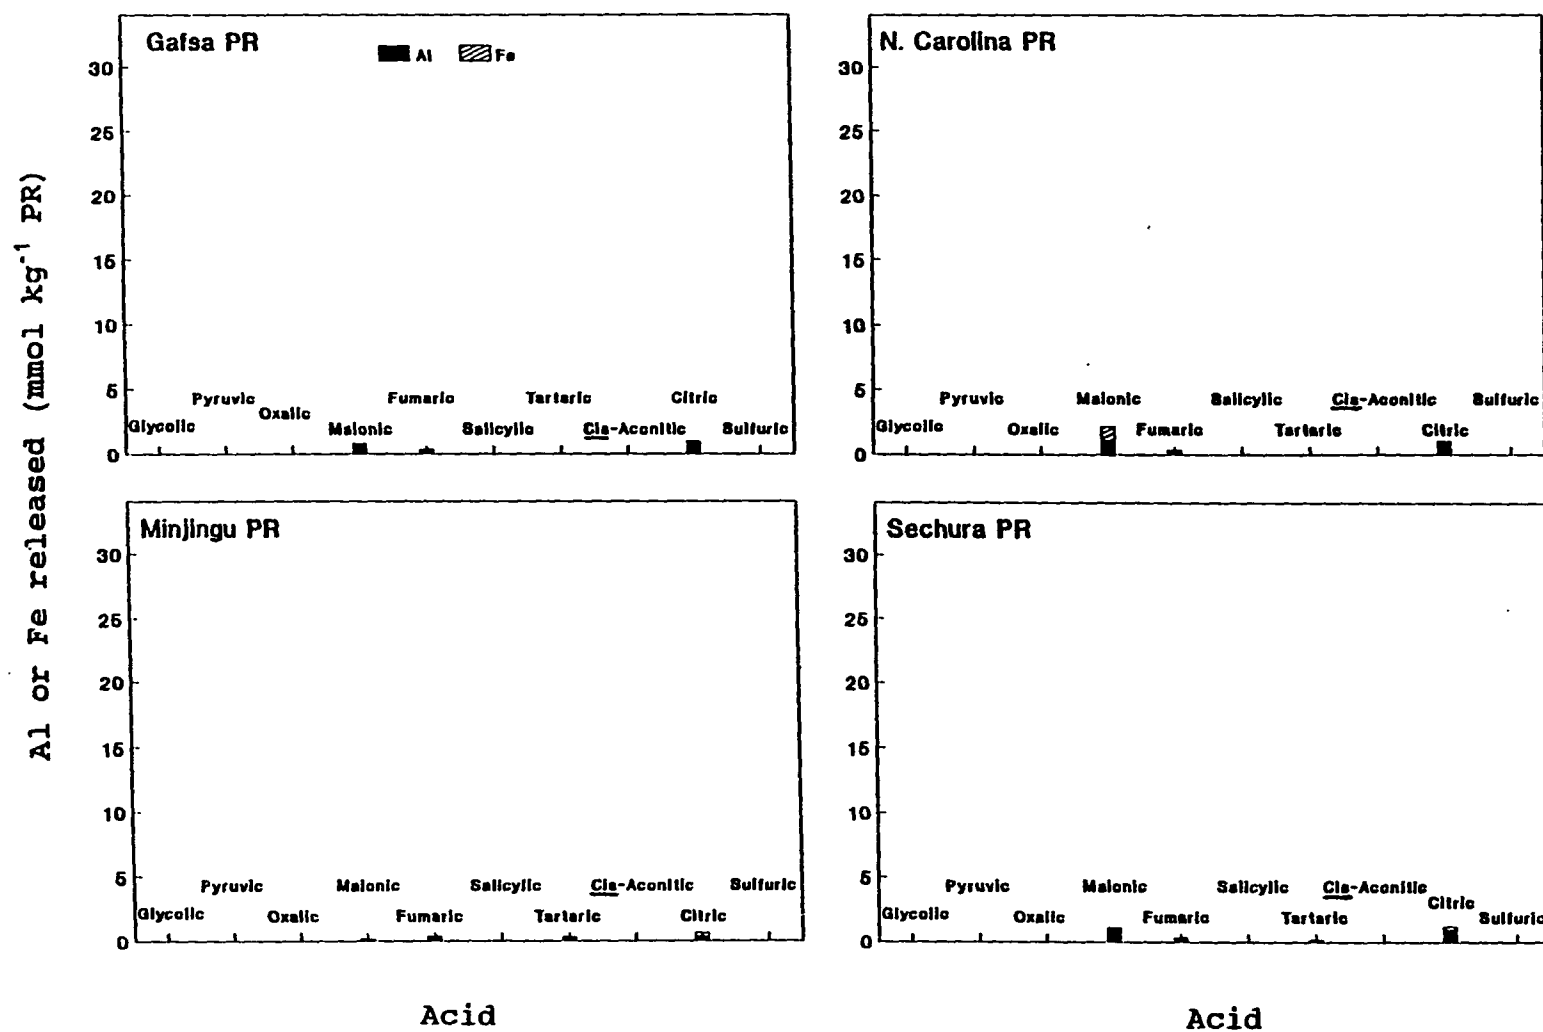 Al or Fe released (mmol kg⁻¹ PR)
Gafsa PR
Al Fe
30
25
20
15
10
5
0
Pyruvic Fumaric Tartaric Citric
Oxalic
Glycolic Malonic Salicylic Cis-Aconitic Sulfuric
N. Carolina PR
30
25
20
15
10
5
0
Pyruvic Malonic Salicylic Cis-Aconitic Sulfuric
Glycolic Oxalic Fumaric Tartaric Citric
Minjingu PR
30
25
20
15
10
5
0
Pyruvic Malonic Salicylic Cis-Aconitic Sulfuric
Glycolic Oxalic Fumaric Tartaric Citric
Acid
Sechura PR
30
25
20
15
10
5
0
Pyruvic Malonic Salicylic Cis-Aconitic
Citric
Glycolic Oxalic Fumaric Tartaric Sulfuric
Acid